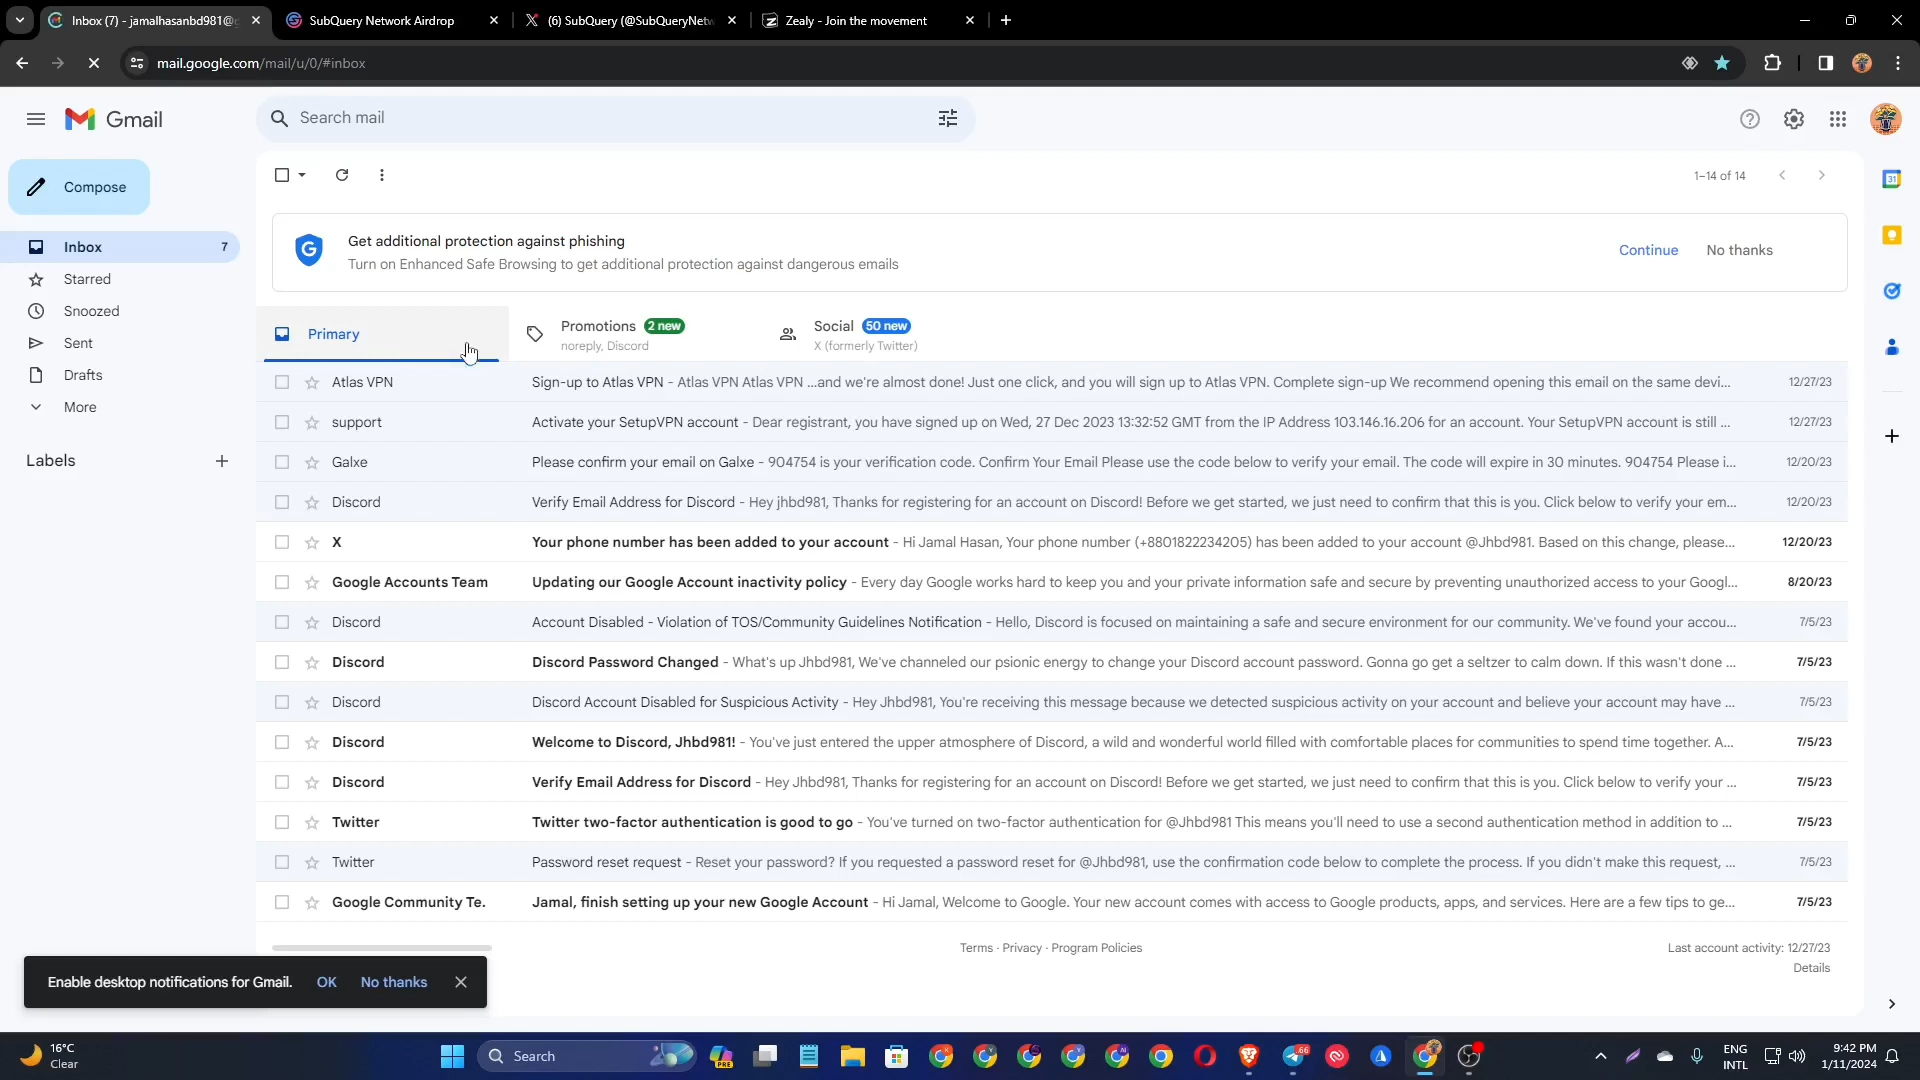 Inbox (7) - jamalhasanbd981@g
SubQuery Network Airdrop
(6) SubQuery (@SubQueryNetw
Zealy - Join the movement
mail.google.com/mail/u/0/#inbox
Gmail
Search mail
Compose
1–14 of 14
Get additional protection against phishing
Turn on Enhanced Safe Browsing to get additional protection against dangerous emails
Continue No thanks
Inbox 7
Starred
Snoozed
Sent
Drafts
More
Labels
Primary
Promotions 2 new
noreply, Discord
Social 50 new
X (formerly Twitter)
Atlas VPN Sign-up to Atlas VPN - Atlas VPN Atlas VPN ...and we're almost done! Just one click, and you will sign up to Atlas VPN. Complete sign-up We recommend opening this email on the same devi... 12/27/23
support Activate your SetupVPN account - Dear registrant, you have signed up on Wed, 27 Dec 2023 13:32:52 GMT from the IP Address 103.146.16.206 for an account. Your SetupVPN account is still ... 12/27/23
Galxe Please confirm your email on Galxe - 904754 is your verification code. Confirm Your Email Please use the code below to verify your email. The code will expire in 30 minutes. 904754 Please i... 12/20/23
Discord Verify Email Address for Discord - Hey jhbd981, Thanks for registering for an account on Discord! Before we get started, we just need to confirm that this is you. Click below to verify your em... 12/20/23
X Your phone number has been added to your account - Hi Jamal Hasan, Your phone number (+8801822234205) has been added to your account @Jhbd981. Based on this change, please... 12/20/23
Google Accounts Team Updating our Google Account inactivity policy - Every day Google works hard to keep you and your private information safe and secure by preventing unauthorized access to your Googl... 8/20/23
Discord Account Disabled - Violation of TOS/Community Guidelines Notification - Hello, Discord is focused on maintaining a safe and secure environment for our community. We've found your accou... 7/5/23
Discord Discord Password Changed - What's up Jhbd981, We've channeled our psionic energy to change your Discord account password. Gonna go get a seltzer to calm down. If this wasn't done ... 7/5/23
Discord Discord Account Disabled for Suspicious Activity - Hey Jhbd981, You're receiving this message because we detected suspicious activity on your account and believe your account may have ... 7/5/23
Discord Welcome to Discord, Jhbd981! - You've just entered the upper atmosphere of Discord, a wild and wonderful world filled with comfortable places for communities to spend time together. A... 7/5/23
Discord Verify Email Address for Discord - Hey Jhbd981, Thanks for registering for an account on Discord! Before we get started, we just need to confirm that this is you. Click below to verify your ... 7/5/23
Twitter Twitter two-factor authentication is good to go - You've turned on two-factor authentication for @Jhbd981 This means you'll need to use a second authentication method in addition to ... 7/5/23
Twitter Password reset request - Reset your password? If you requested a password reset for @Jhbd981, use the confirmation code below to complete the process. If you didn't make this request, ... 7/5/23
Google Community Te. Jamal, finish setting up your new Google Account - Hi Jamal, Welcome to Google. Your new account comes with access to Google products, apps, and services. Here are a few tips to ge... 7/5/23
Terms · Privacy · Program Policies
Last account activity: 12/27/23
Details
Enable desktop notifications for Gmail. OK No thanks
16°C
Clear
Search
PRE
66
ENG
INTL
9:42 PM
1/11/2024
31